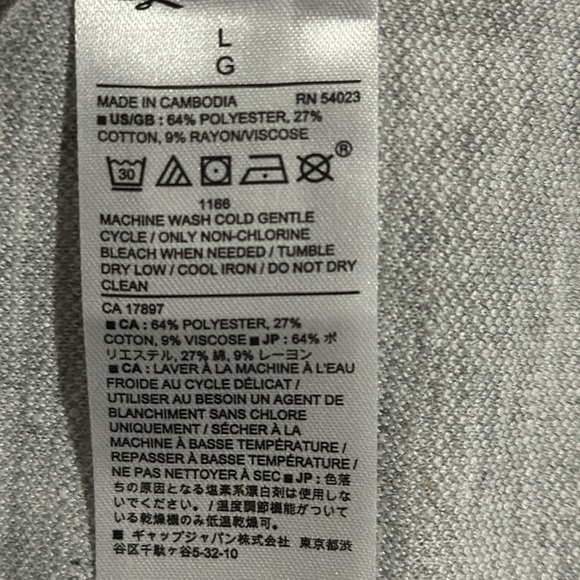 L
G
MADE IN CAMBODIA RN 54023
■ US/GB : 64% POLYESTER, 27%
COTTON, 9% RAYON/VISCOSE
30 ®
1166
MACHINE WASH COLD GENTLE
CYCLE / ONLY NON-CHLORINE
BLEACH WHEN NEEDED / TUMBLE
DRY LOW / COOL IRON / DO NOT DRY
CLEAN
CA 17897
■ CA : 64% POLYESTER, 27%
COTON, 9% VISCOSE ■ JP : 64% ポ
リエステル, 27% 綿, 9% レーヨン
■ CA : LAVER À LA MACHINE À L'EAU
FROIDE AU CYCLE DÉLICAT /
UTILISER AU BESOIN UN AGENT DE
BLANCHIMENT SANS CHLORE
UNIQUEMENT / SÉCHER À LA
MACHINE À BASSE TEMPÉRATURE /
REPASSER À BASSE TEMPÉRATURE /
NE PAS NETTOYER À SEC ■ JP : 色落
ちの原因となる塩素系漂白剤は使用しな
いでください。/ 温度調節機能がついて
いる乾燥機のみ低温乾燥可。
■ ギャップジャパン株式会社 東京都渋
谷区千駄ヶ谷5-32-10